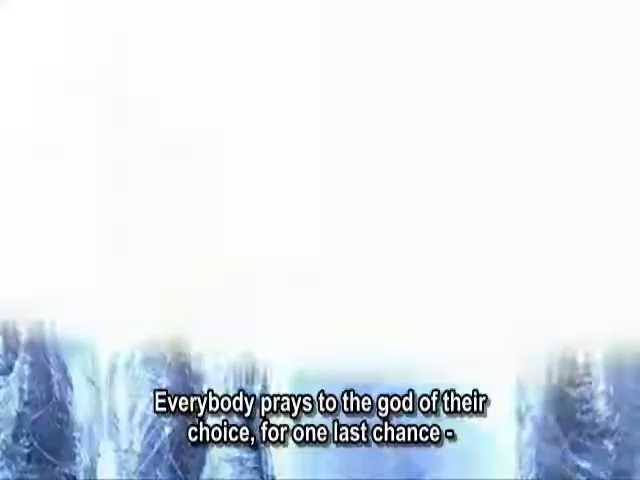 Everybody prays to the god of their
choice, for one last chance -